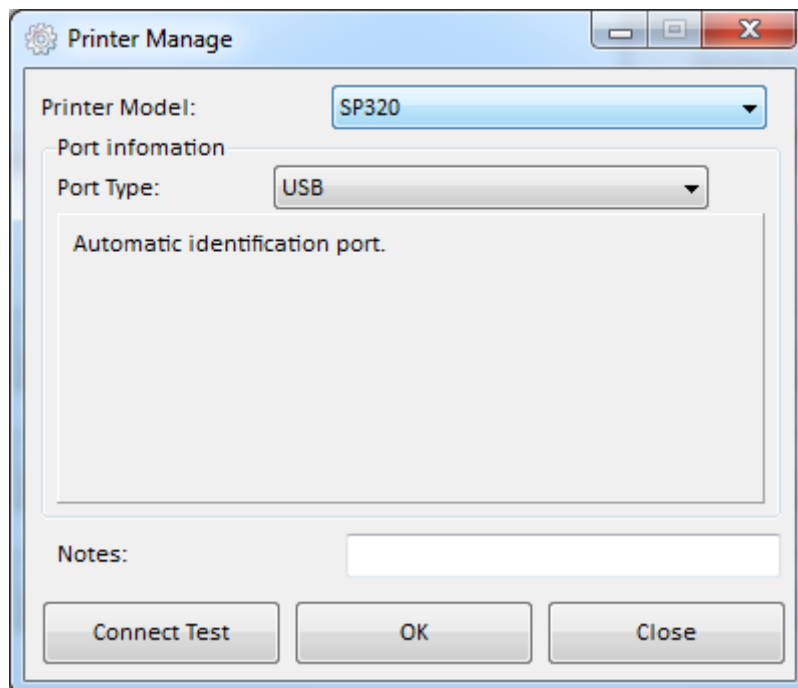 Printer Manage
Printer Model: SP320
Port infomation
Port Type: USB
Automatic identification port.
Notes:
Connect Test OK Close